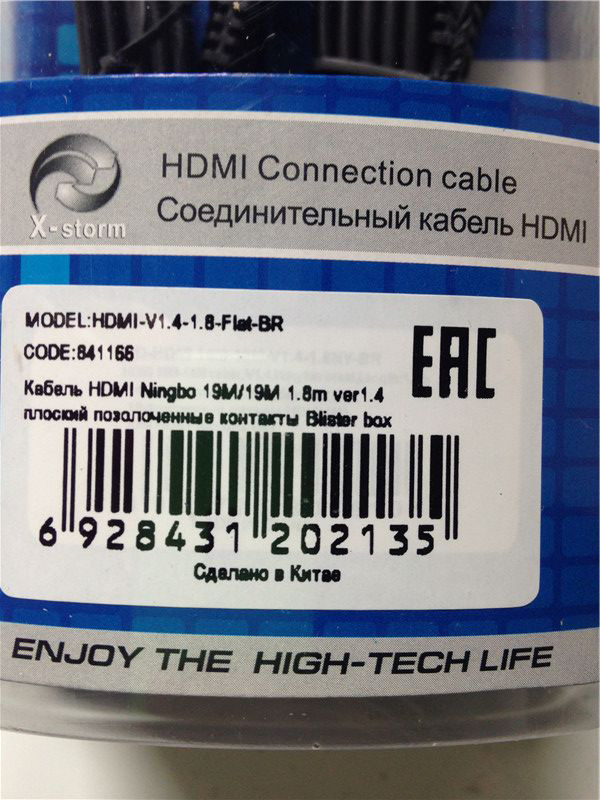 HDMI Connection cable
Соединительный кабель HDMI
X-storm
MODEL:HDMI-V1.4-1.8-Flat-BR
CODE:841166
EAC
Кабель HDMI Ningbo 19M/19M 1.8m ver1.4
плоский позолоченные контакты Blister box
6 928431 202135
Сделано в Китае
ENJOY THE HIGH-TECH LIFE